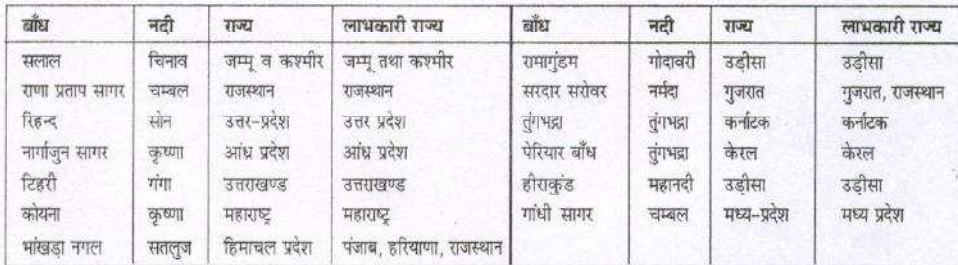 बाँध नदी राज्य लाभकारी राज्य बाँध नदी राज्य लाभकारी राज्य
सलाल चिनाव जम्मू व कश्मीर जम्मू तथा कश्मीर रामागुंडम गोदावरी उड़ीसा उड़ीसा
राणा प्रताप सागर चम्बल राजस्थान राजस्थान सरदार सरोवर नर्मदा गुजरात गुजरात, राजस्थान
रिहन्द सोन उत्तर-प्रदेश उत्तर प्रदेश तुंगभद्रा तुंगभद्रा कर्नाटक कर्नाटक
नार्गाजुन सागर कृष्णा आंध्र प्रदेश आंध्र प्रदेश पेरियार बाँध तुंगभद्रा केरल केरल
टिहरी गंगा उत्तराखण्ड उत्तराखण्ड हीराकुंड महानदी उड़ीसा उड़ीसा
कोयना कृष्णा महाराष्ट्र महाराष्ट्र गांधी सागर चम्बल मध्य-प्रदेश मध्य प्रदेश
भांखड़ा नगल सतलुज हिमाचल प्रदेश पंजाब, हरियाणा, राजस्थान